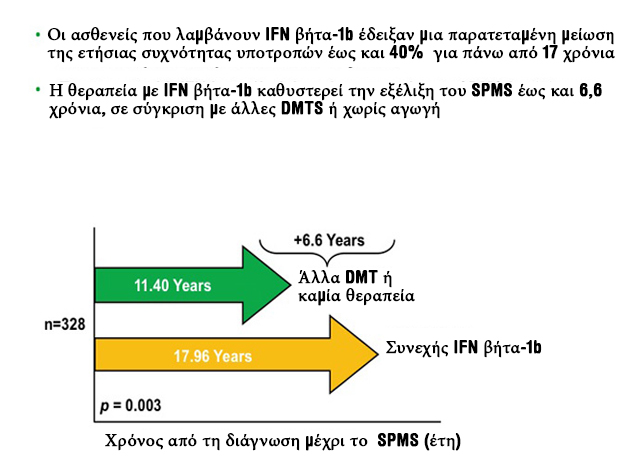 • Οι ασθενείς που λαμβάνουν IFN βήτα-1b έδειξαν μια παρατεταμένη μείωση
της ετήσιας συχνότητας υποτροπών έως και 40% για πάνω από 17 χρόνια
• Η θεραπεία με IFN βήτα-1b καθυστερεί την εξέλιξη του SPMS έως και 6,6
χρόνια, σε σύγκριση με άλλες DMTS ή χωρίς αγωγή
+6.6 Years
11.40 Years
Άλλα DMT ή
καμία θεραπεία
n=328
17.96 Years
Συνεχής IFN βήτα-1b
p = 0.003
Χρόνος από τη διάγνωση μέχρι το SPMS (έτη)